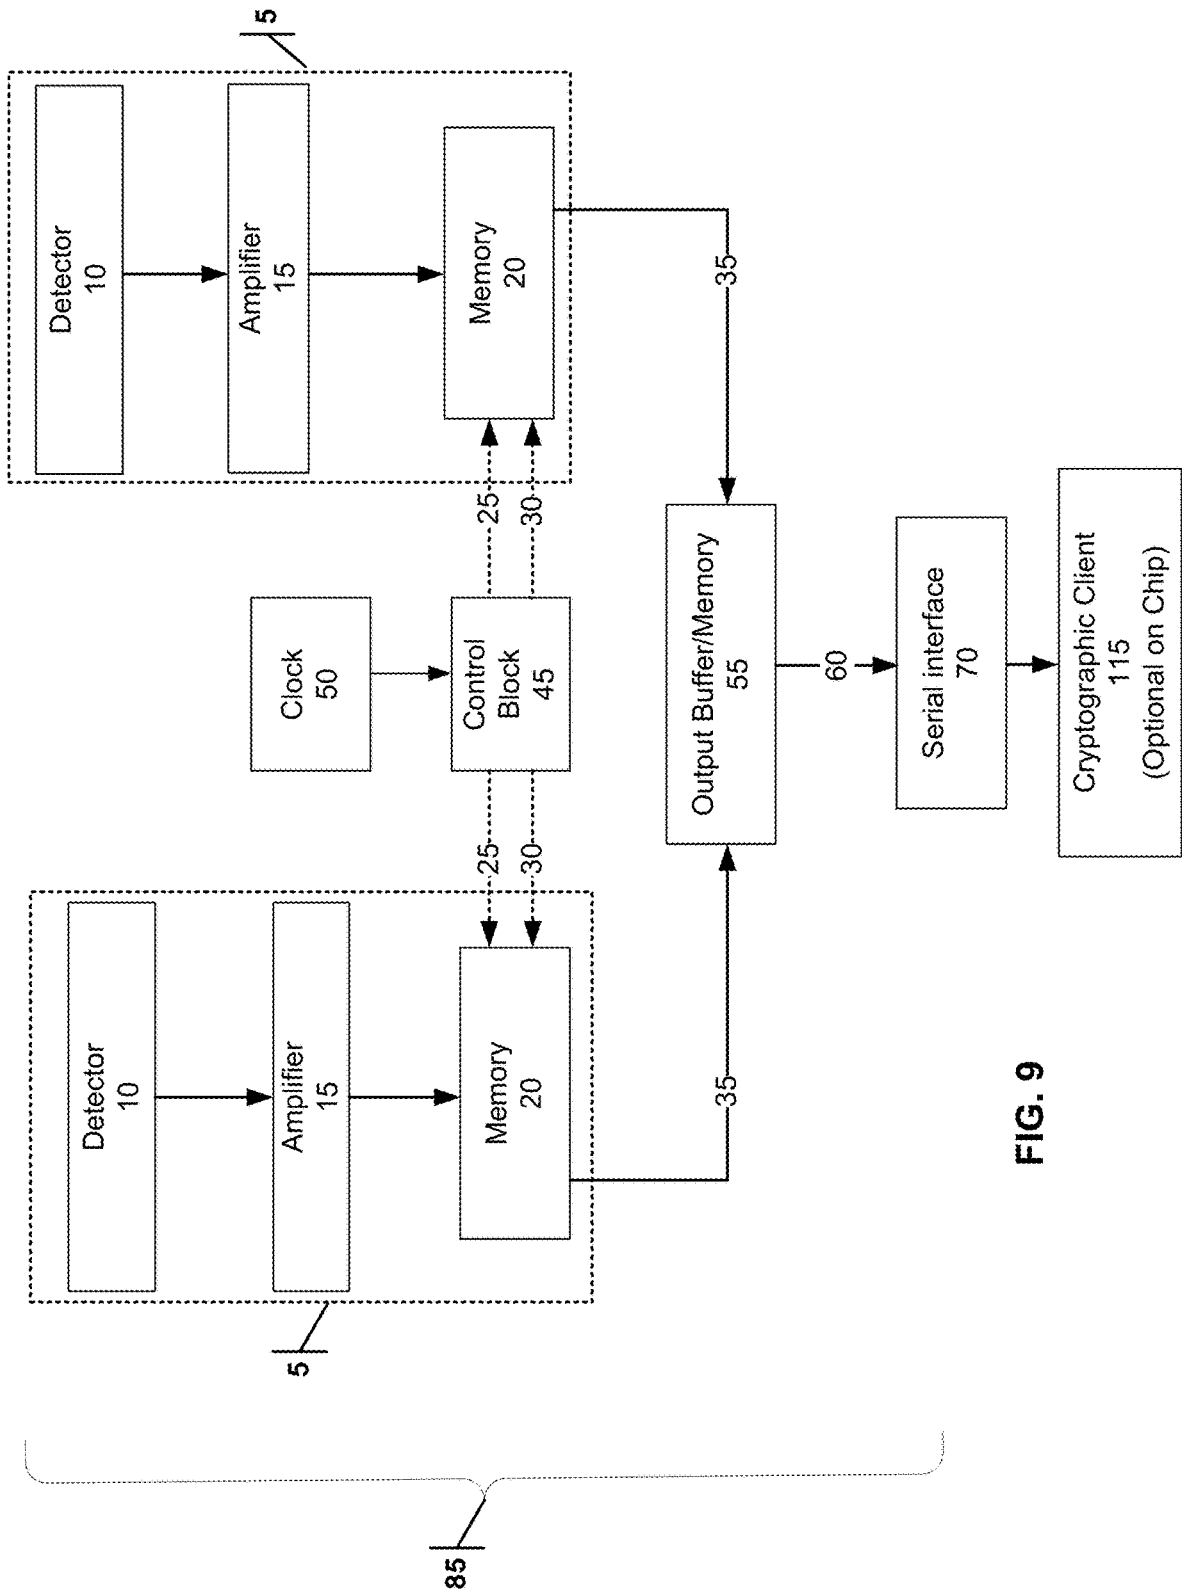 5
Detector
10
Amplifier
15
Memory
20
25
30
35
Clock
50
Control
Block
45
25
30
Detector
10
Amplifier
15
Memory
20
35
5
Output Buffer/Memory
55
60
Serial interface
70
Cryptographic Client
115
(Optional on Chip)
85
FIG. 9